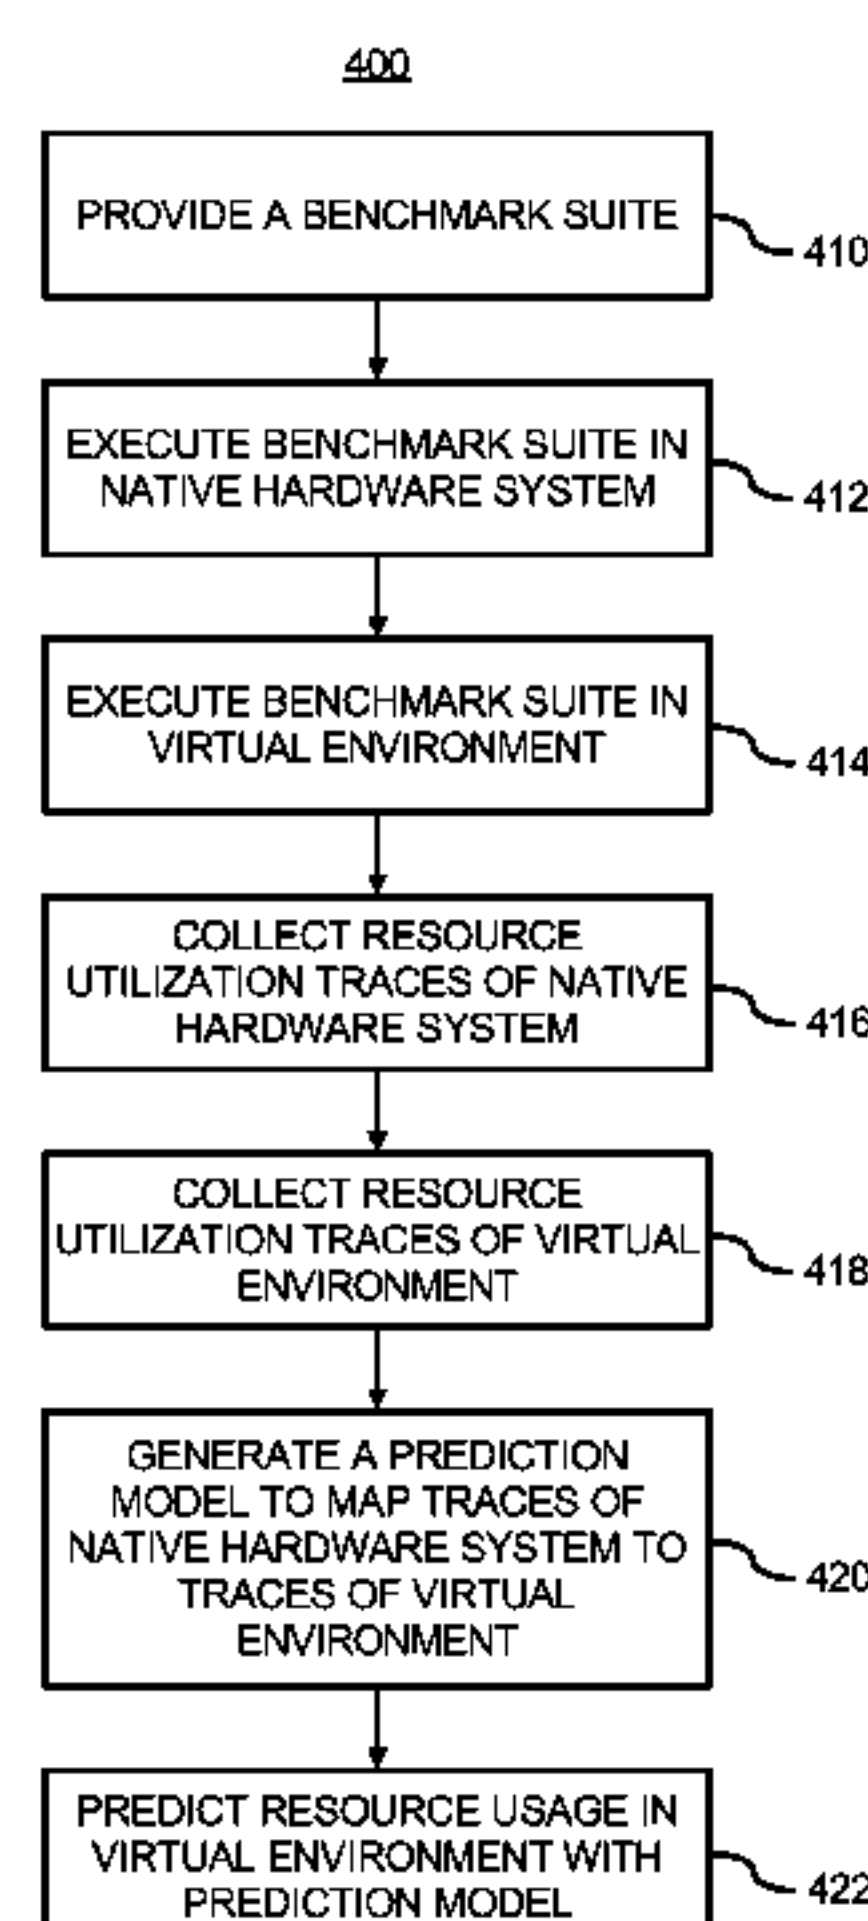 400
PROVIDE A BENCHMARK SUITE
410
EXECUTE BENCHMARK SUITE IN
NATIVE HARDWARE SYSTEM
412
EXECUTE BENCHMARK SUITE IN
VIRTUAL ENVIRONMENT
414
COLLECT RESOURCE
UTILIZATION TRACES OF NATIVE
HARDWARE SYSTEM
416
COLLECT RESOURCE
UTILIZATION TRACES OF VIRTUAL
ENVIRONMENT
418
GENERATE A PREDICTION
MODEL TO MAP TRACES OF
NATIVE HARDWARE SYSTEM TO
TRACES OF VIRTUAL
ENVIRONMENT
420
PREDICT RESOURCE USAGE IN
VIRTUAL ENVIRONMENT WITH
PREDICTION MODEL
422